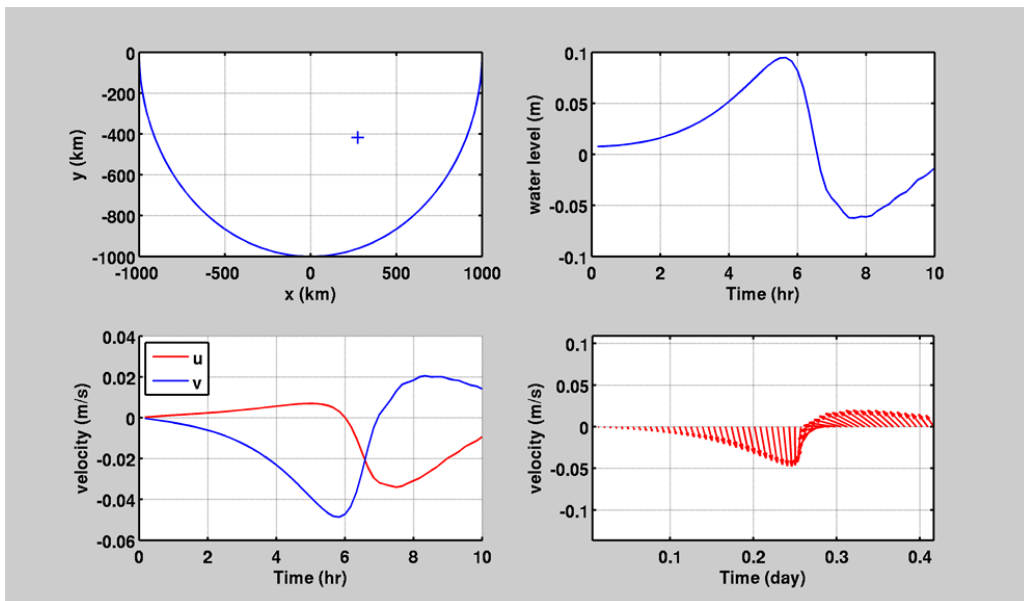 0
-200
-400
-600
-800
-1000
y (km)
-1000 -500 0 500 1000
x (km)
0.1
0.05
0
-0.05
-0.1
water level (m)
0 2 4 6 8 10
Time (hr)
0.04
0.02
0
-0.02
-0.04
-0.06
velocity (m/s)
u
v
0 2 4 6 8 10
Time (hr)
0.1
0.05
0
-0.05
-0.1
velocity (m/s)
0.1 0.2 0.3 0.4
Time (day)